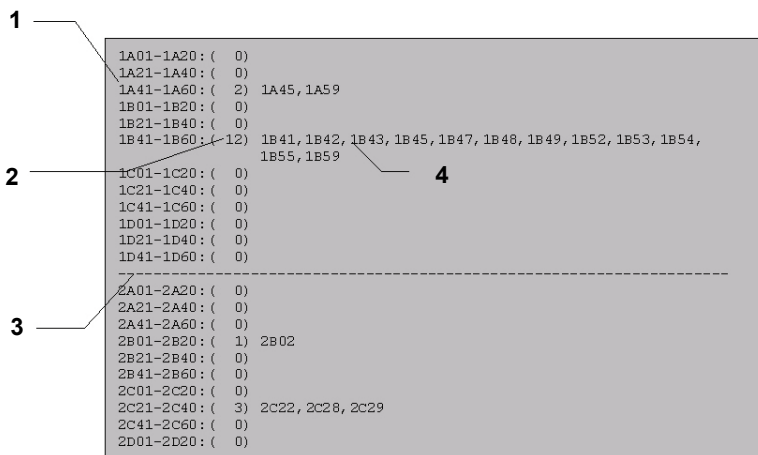 1
1A01-1A20:(  0)
1A21-1A40:(  0)
1A41-1A60:(  2) 1A45,1A59
1B01-1B20:(  0)
1B21-1B40:(  0)
1B41-1B60:( 12) 1B41,1B42,1B43,1B45,1B47,1B48,1B49,1B52,1B53,1B54,
1B55,1B59
2
4
1C01-1C20:(  0)
1C21-1C40:(  0)
1C41-1C60:(  0)
1D01-1D20:(  0)
1D21-1D40:(  0)
1D41-1D60:(  0)
3
2A01-2A20:(  0)
2A21-2A40:(  0)
2A41-2A60:(  0)
2B01-2B20:(  1) 2B02
2B21-2B40:(  0)
2B41-2B60:(  0)
2C01-2C20:(  0)
2C21-2C40:(  3) 2C22,2C28,2C29
2C41-2C60:(  0)
2D01-2D20:(  0)